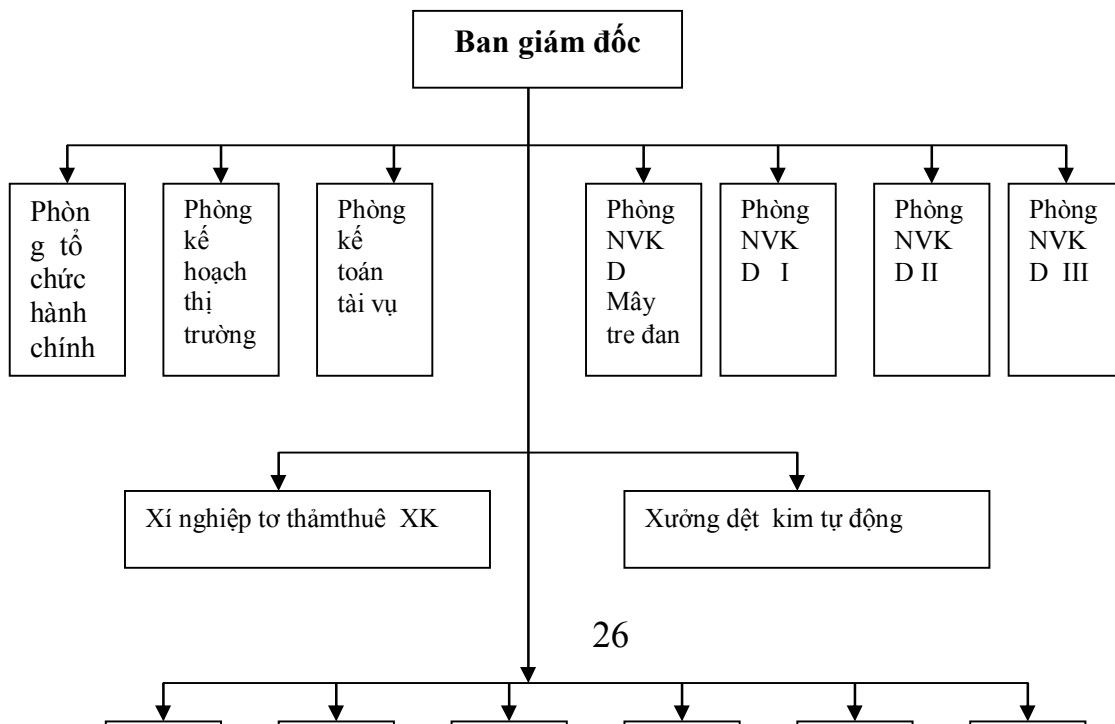 Ban giám đốc
Phòn
g tổ
chức
hành
chính
Phòng
kế
hoạch
thị
trường
Phòng
kế
toán
tài vụ
Phòng
NVK
D
Mây
tre đan
Phòng
NVK
D I
Phòng
NVK
D II
Phòng
NVK
D III
Xí nghiệp tơ thảmthuê XK
Xưởng dệt kim tự động
26